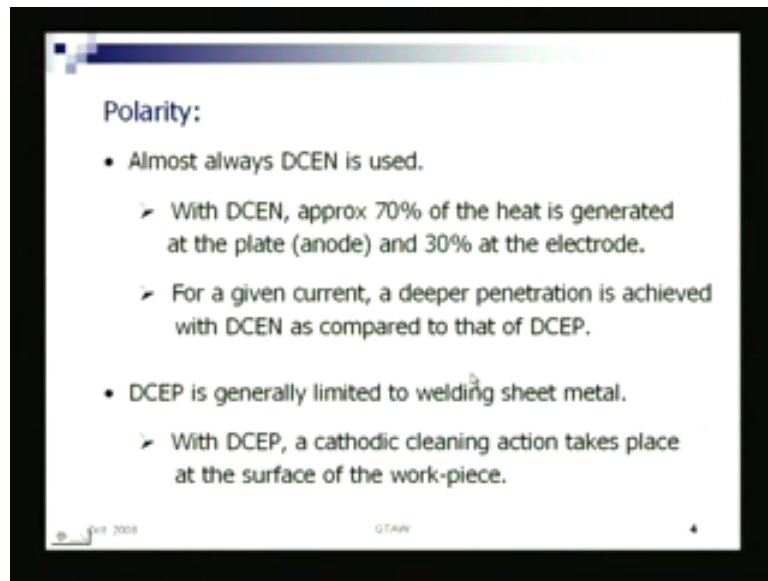 Polarity:
• Almost always DCEN is used.
➢ With DCEN, approx 70% of the heat is generated
at the plate (anode) and 30% at the electrode.
➢ For a given current, a deeper penetration is achieved
with DCEN as compared to that of DCEP.
• DCEP is generally limited to welding sheet metal.
➢ With DCEP, a cathodic cleaning action takes place
at the surface of the work-piece.
2008 GTAW 4